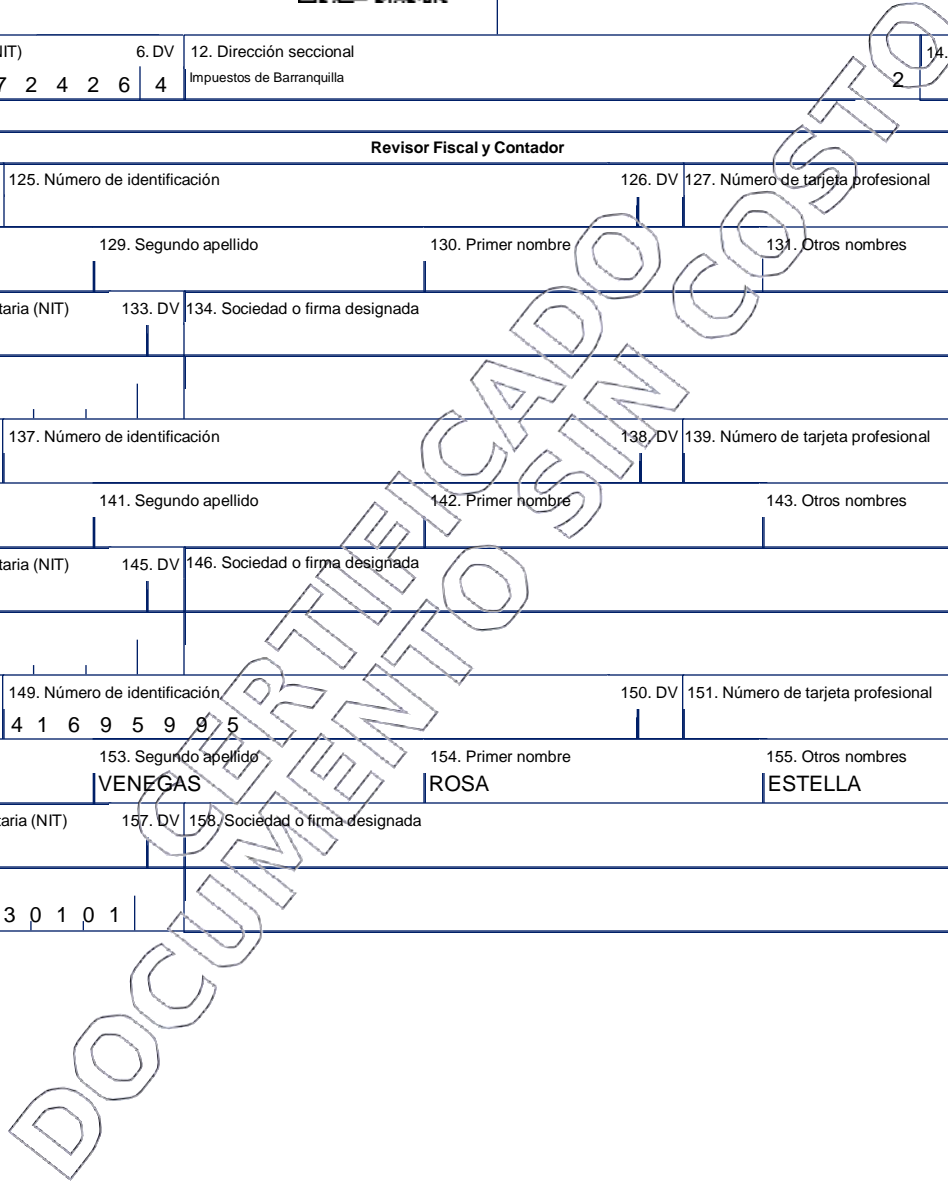 IT) 6. DV 12. Dirección seccional 14.
7 2 4 2 6 4 Impuestos de Barranquilla 2
Revisor Fiscal y Contador
125. Número de identificación 126. DV 127. Número de tarjeta profesional
129. Segundo apellido 130. Primer nombre 131. Otros nombres
taria (NIT) 133. DV 134. Sociedad o firma designada
137. Número de identificación 138. DV 139. Número de tarjeta profesional
141. Segundo apellido 142. Primer nombre 143. Otros nombres
taria (NIT) 145. DV 146. Sociedad o firma designada
149. Número de identificación 150. DV 151. Número de tarjeta profesional
4 1 6 9 5 9 9 5
153. Segundo apellido 154. Primer nombre 155. Otros nombres
VENEGAS ROSA ESTELLA
taria (NIT) 157. DV 158. Sociedad o firma designada
3 0 1 0 1
CERTIFICADO
DOCUMENTO SIN COSTO